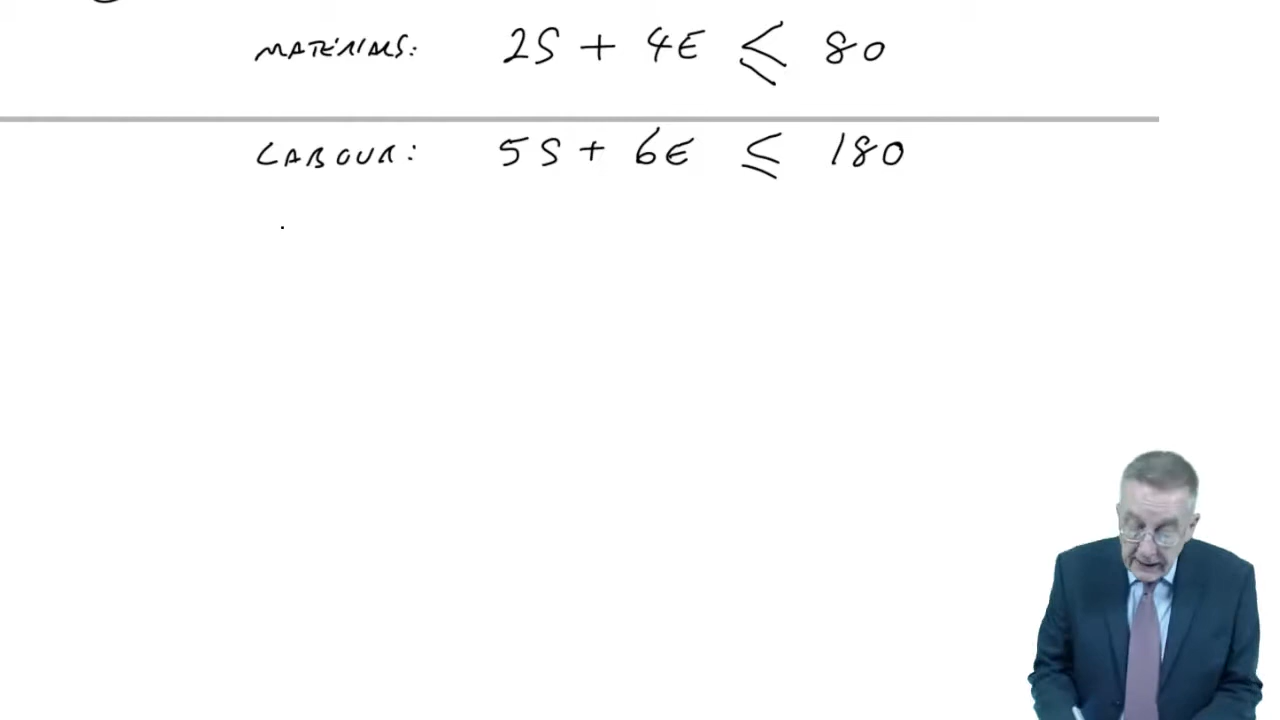 MATERIALS: 2S + 4E ≤ 80
LABOUR: 5S + 6E ≤ 180